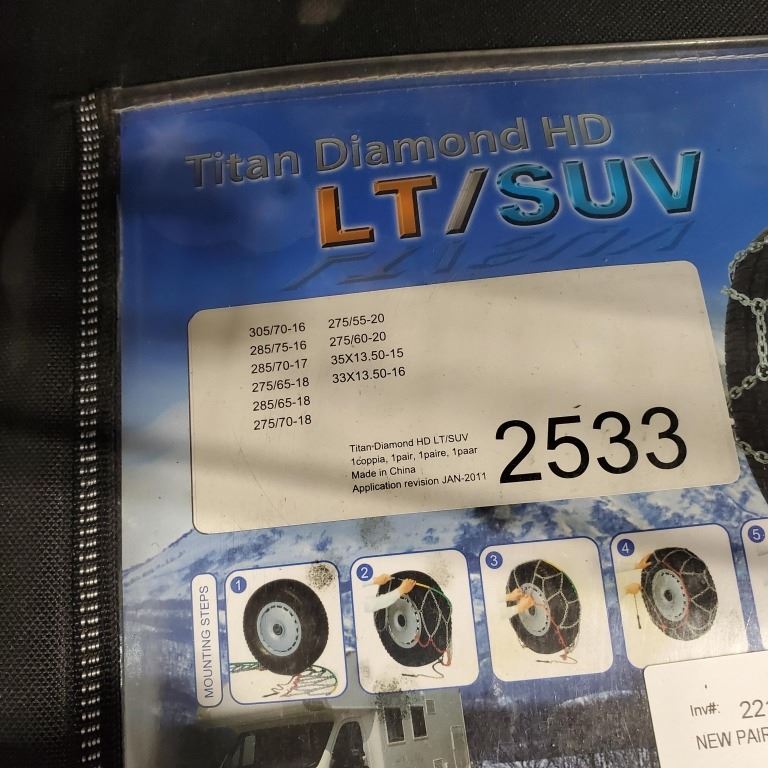 Titan Diamond HD
LT/SUV
305/70-16 275/55-20
285/75-16 275/60-20
285/70-17 35X13.50-15
275/65-18 33X13.50-16
285/65-18
275/70-18
Titan-Diamond HD LT/SUV
1coppia, 1pair, 1paire, 1paar
Made in China
Application revision JAN-2011
2533
MOUNTING STEPS
1
2
3
4
5
Inv#: 22
NEW PAIR